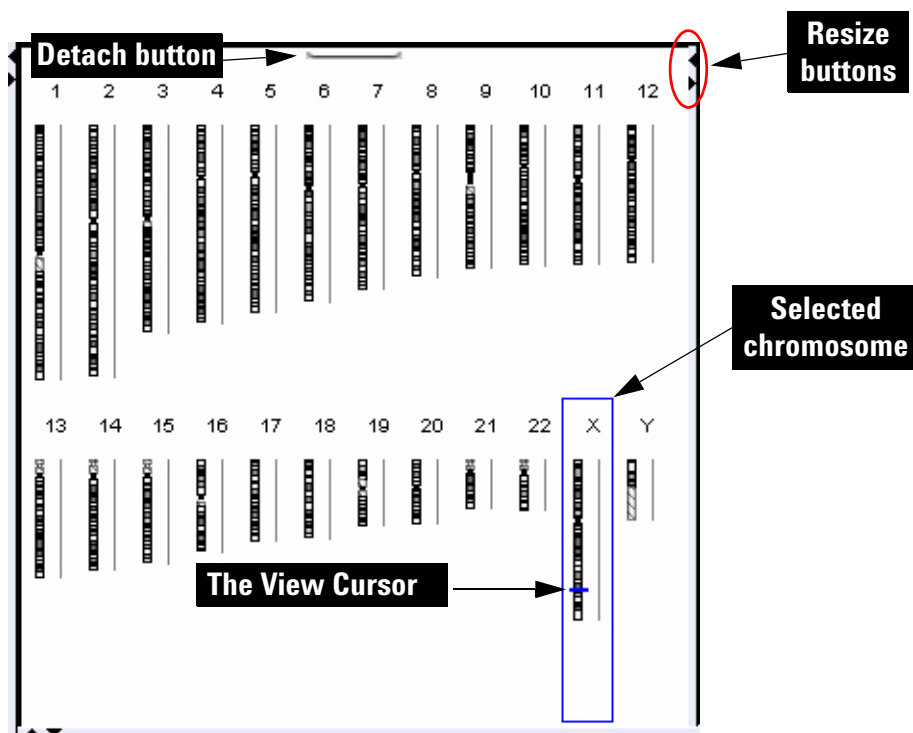 Resize
buttons
Detach button
1 2 3 4 5 6 7 8 9 10 11 12
Selected
chromosome
13 14 15 16 17 18 19 20 21 22 X Y
The View Cursor